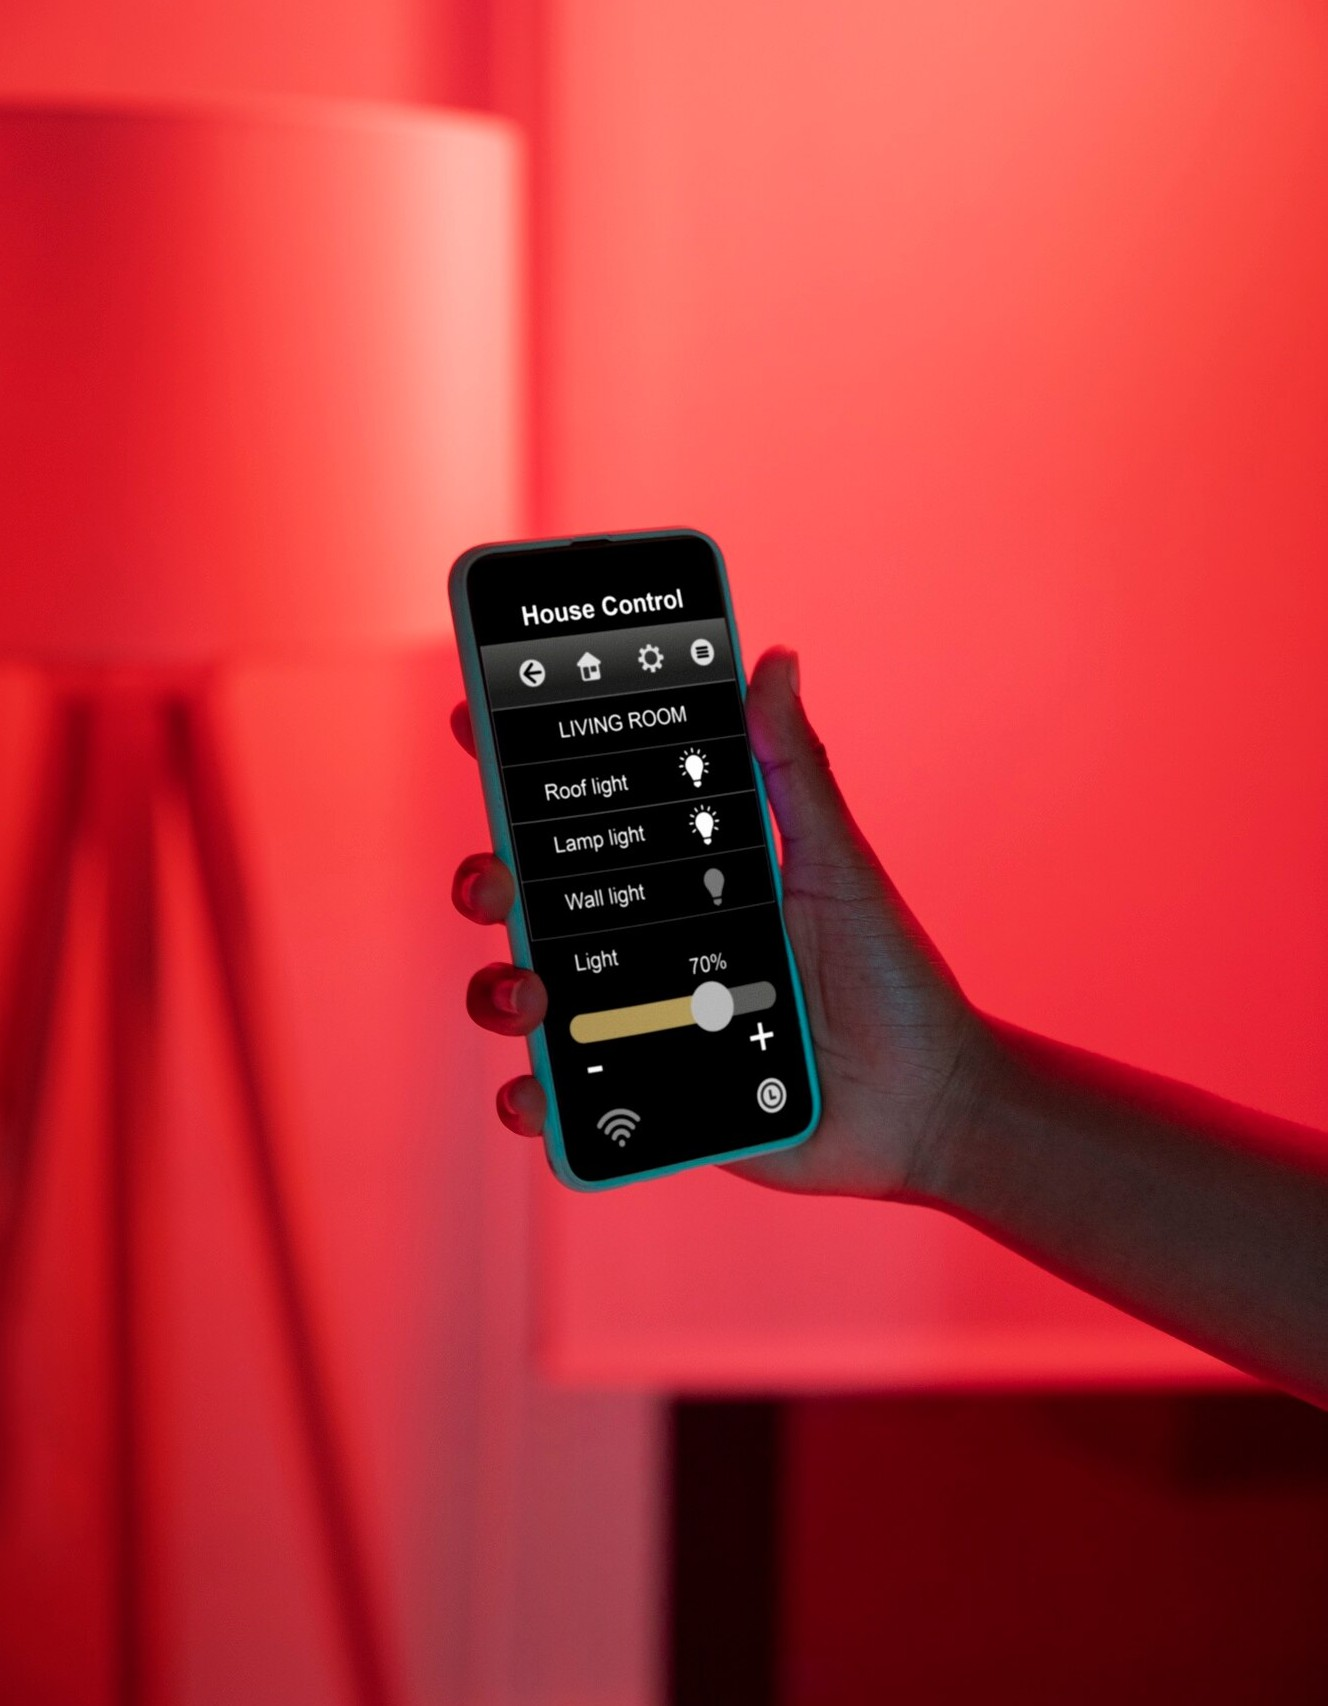 House Control
LIVING ROOM
Roof light
Lamp light
Wall light
Light 70%
-
+